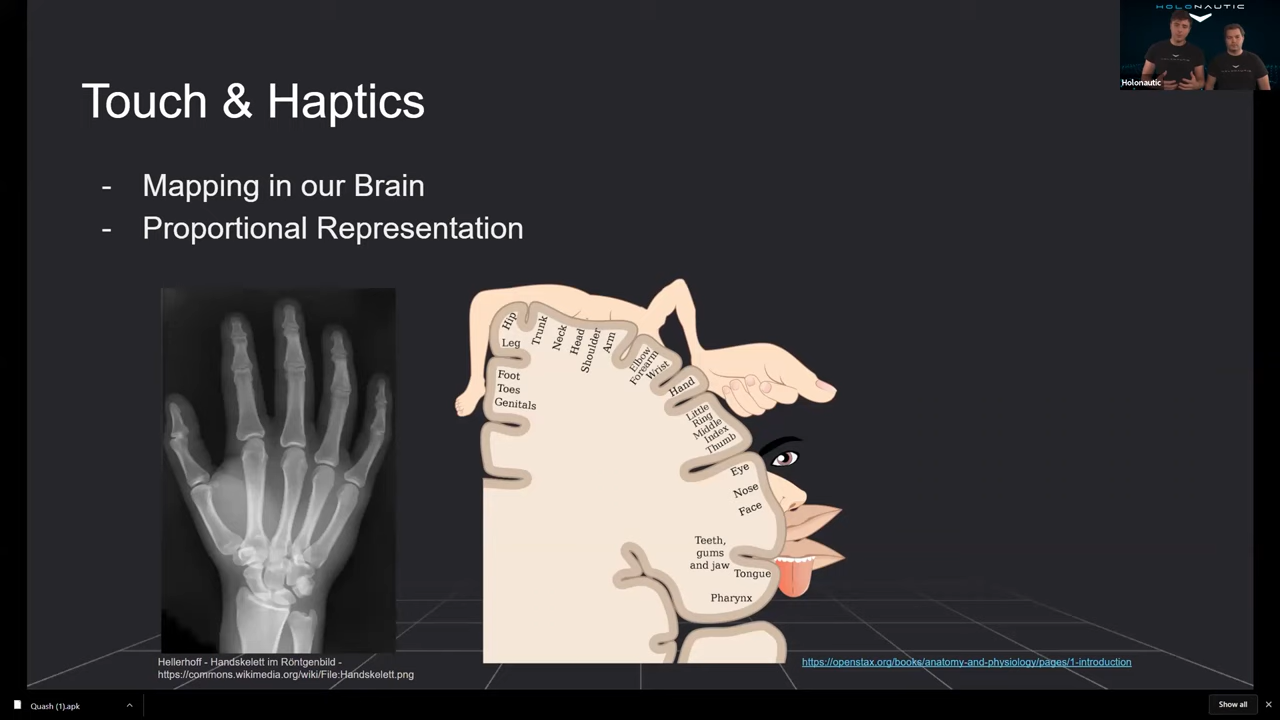 HOLONAUTIC
Holonautic
Touch & Haptics
- Mapping in our Brain
- Proportional Representation
Hip
Trunk
Neck
Head
Shoulder
Arm
Elbow
Forearm
Wrist
Hand
Little
Ring
Middle
Index
Thumb
Leg
Foot
Toes
Genitals
Eye
Nose
Face
Teeth,
gums
and jaw
Tongue
Pharynx
Hellerhoff - Handskelett im Röntgenbild -
https://commons.wikimedia.org/wiki/File:Handskelett.png
https://openstax.org/books/anatomy-and-physiology/pages/1-introduction
Quash (1).apk
Show all